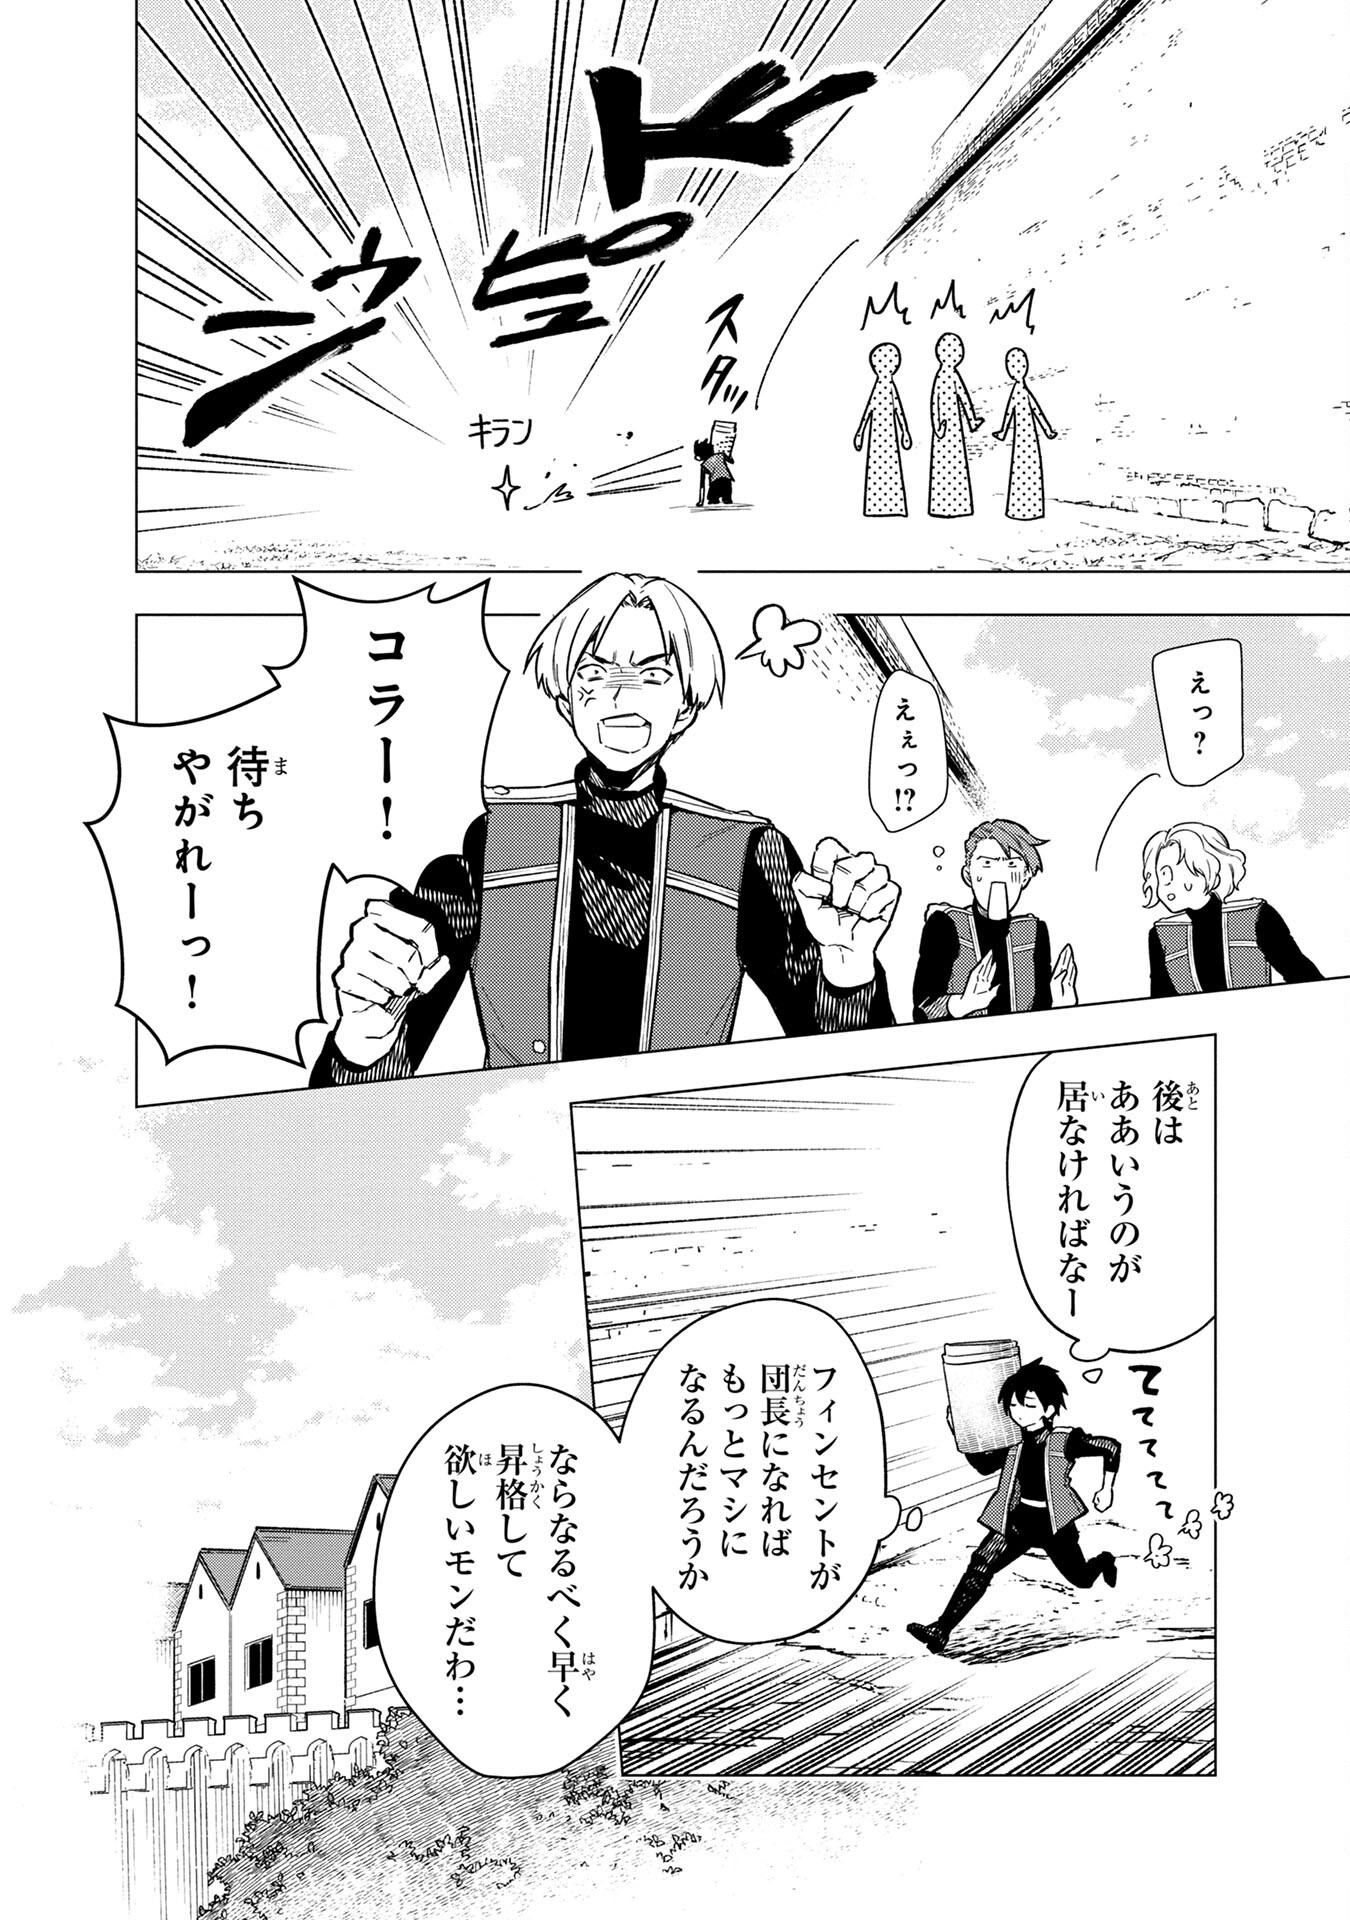 ドピ
ンヴ
スタッ
キラン
えっ？
えぇっ!?
コラー！
待ち
やがれーっ！
後は
ああいうのが
居なければなー
てててててて
フィンセントが
団長になれば
もっとマシに
なるんだろうか
ならなるべく早く
昇格して
欲しいモンだわ…